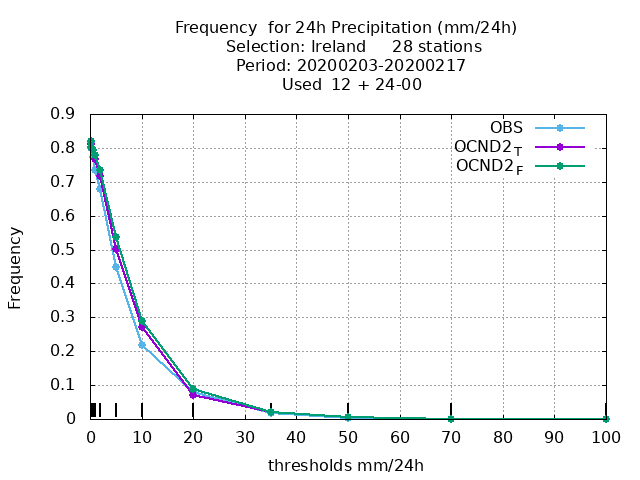 Frequency  for 24h Precipitation (mm/24h)
Selection: Ireland     28 stations
Period: 20200203-20200217
Used  12 + 24-00
OBS
OCND2_T
OCND2_F
0.9
0.8
0.7
0.6
0.5
0.4
0.3
0.2
0.1
0
Frequency
0 10 20 30 40 50 60 70 80 90 100
thresholds mm/24h